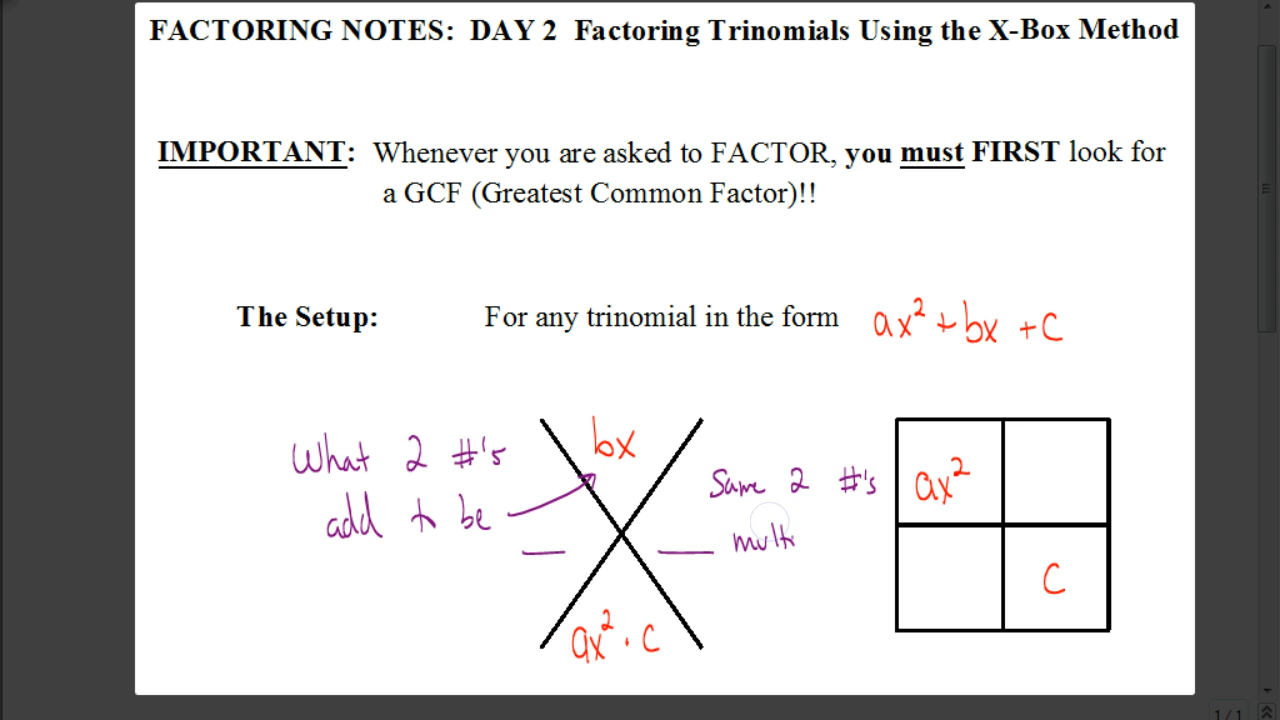 FACTORING NOTES: DAY 2 Factoring Trinomials Using the X-Box Method
IMPORTANT: Whenever you are asked to FACTOR, you must FIRST look for
a GCF (Greatest Common Factor)!!
The Setup: For any trinomial in the form ax² + bx + c
What 2 #'s
add to be
bx
ax² · c
Same 2 #'s
mult
ax²
c
1/1